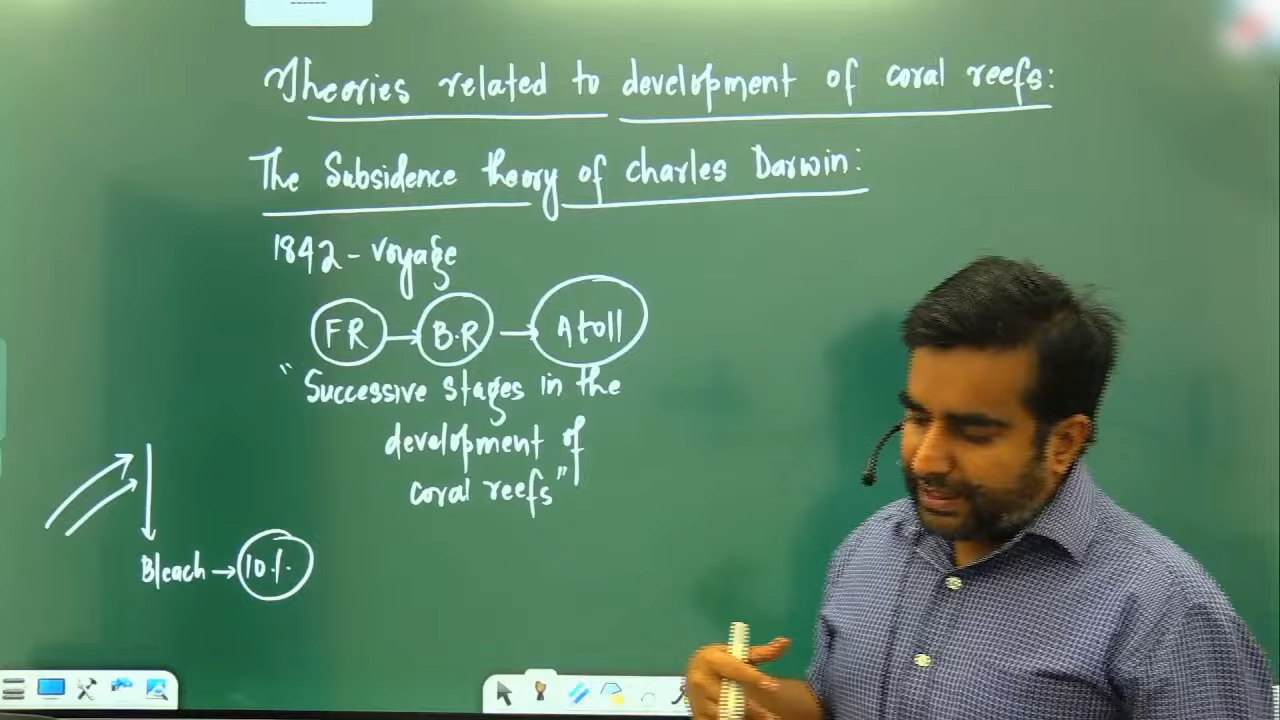 Theories related to development of coral reefs:
The Subsidence theory of charles Darwin:
1842 - Voyage
FR → B.R → Atoll
"Successive stages in the
development of
coral reefs"
Bleach → 10%